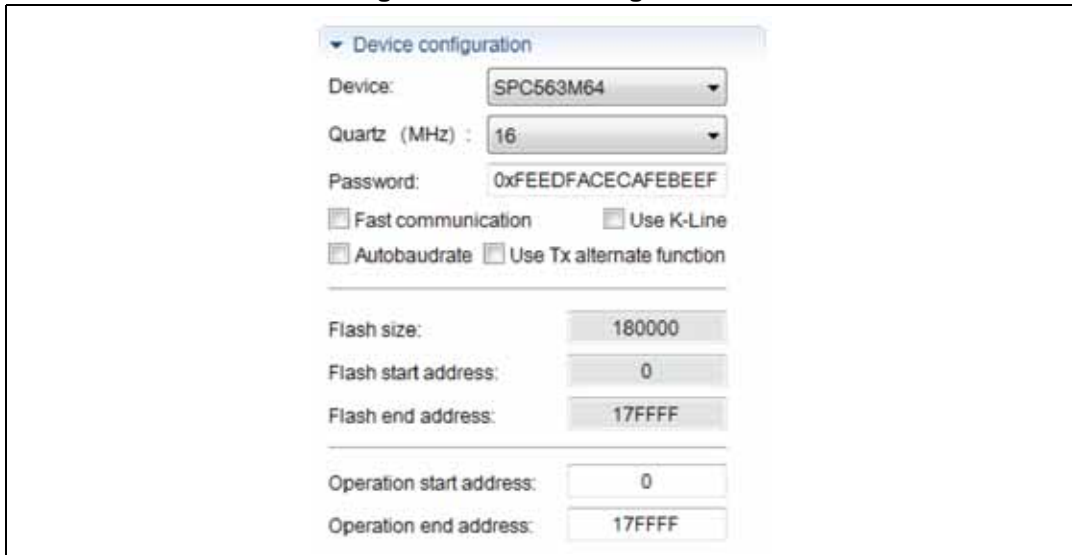 Device configuration
Device: SPC563M64
Quartz (MHz) : 16
Password: 0xFEEDFACECAFEBEEF
Fast communication Use K-Line
Autobaudrate Use Tx alternate function
Flash size: 180000
Flash start address: 0
Flash end address: 17FFFF
Operation start address: 0
Operation end address: 17FFFF